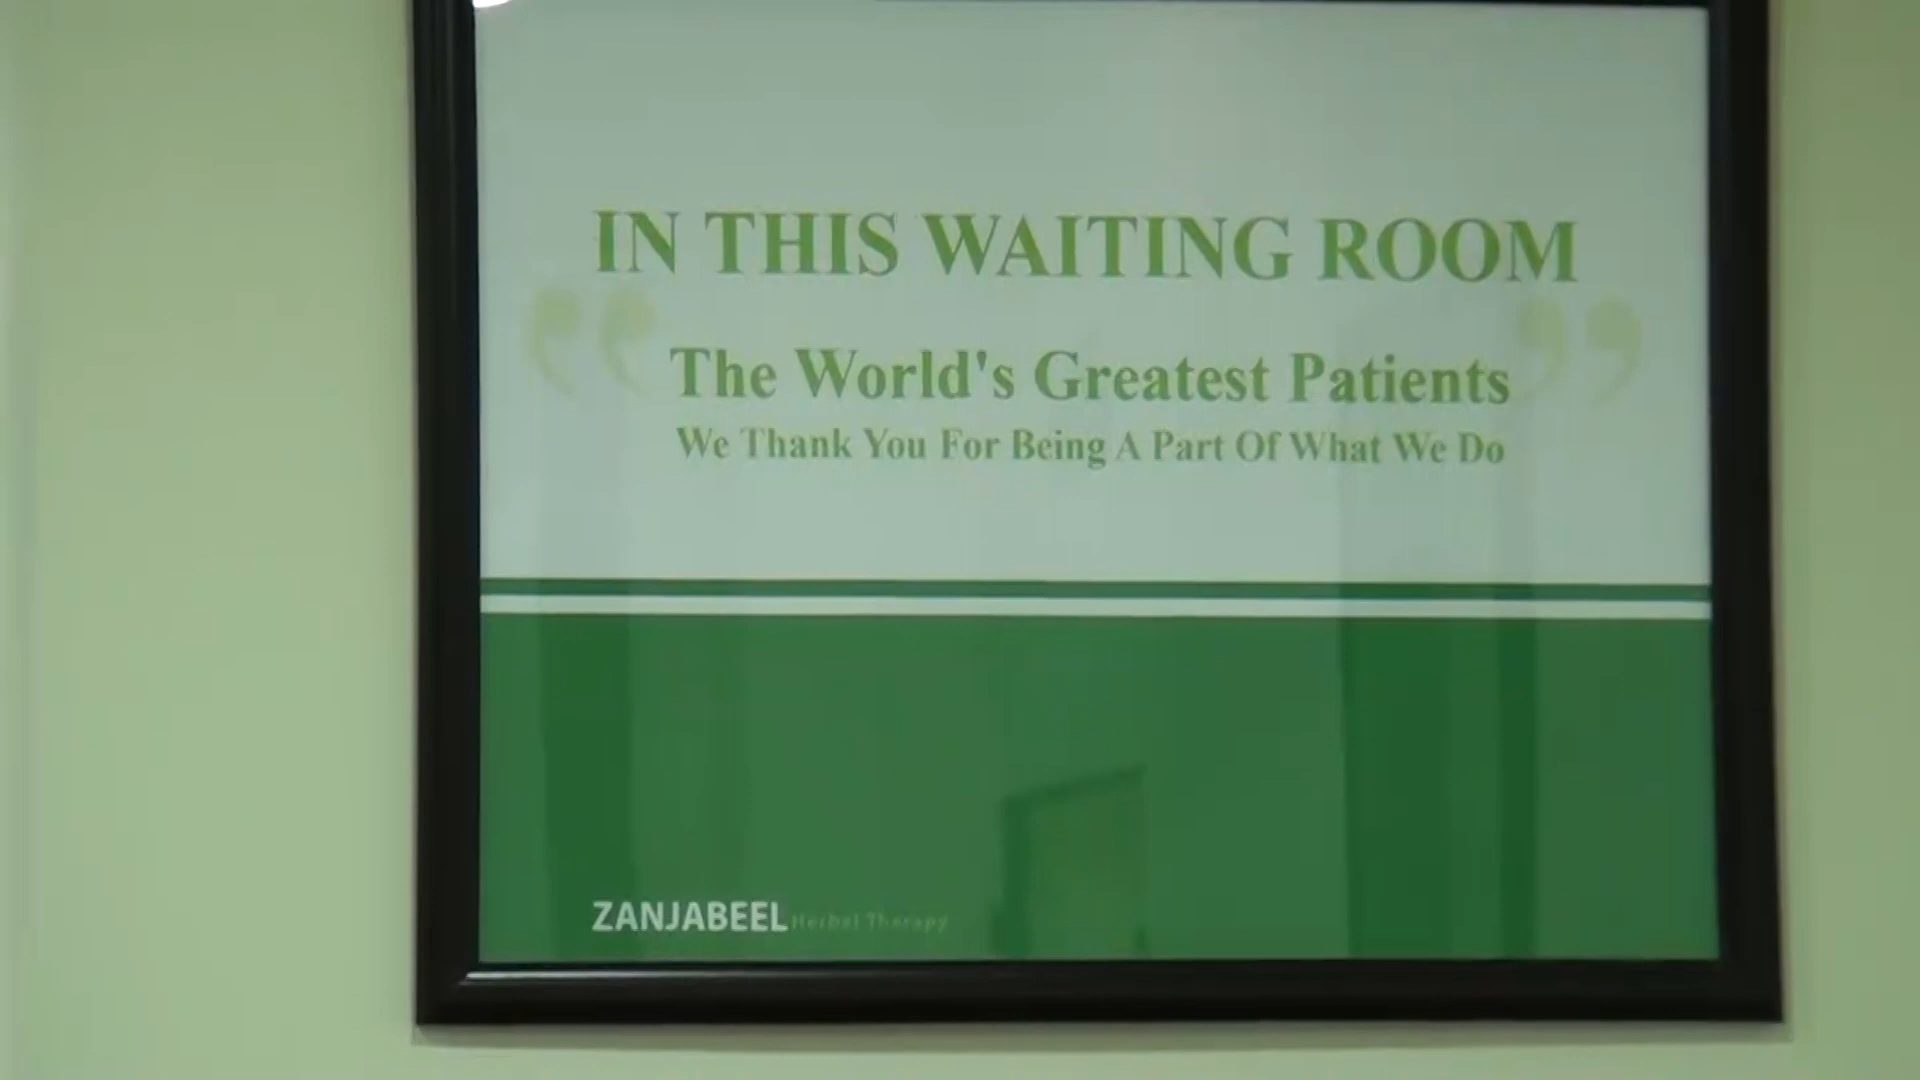 IN THIS WAITING ROOM
“ The World's Greatest Patients ”
We Thank You For Being A Part Of What We Do
ZANJABEEL Herbal Therapy